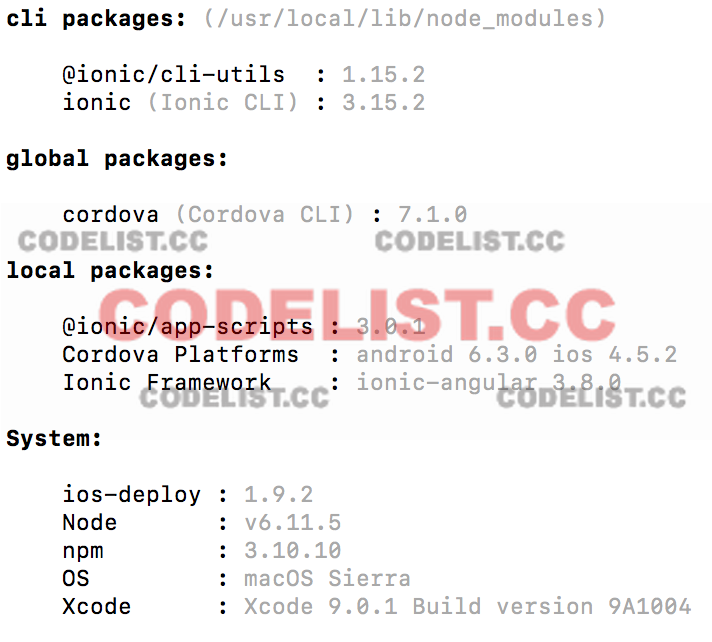 cli packages: (/usr/local/lib/node_modules)
@ionic/cli-utils : 1.15.2
ionic (Ionic CLI) : 3.15.2
global packages:
cordova (Cordova CLI) : 7.1.0
CODELIST.CC CODELIST.CC
local packages:
CODELIST.CC
@ionic/app-scripts : 3.0.1
Cordova Platforms : android 6.3.0 ios 4.5.2
Ionic Framework : ionic-angular 3.8.0
CODELIST.CC CODELIST.CC
System:
ios-deploy : 1.9.2
Node : v6.11.5
npm : 3.10.10
OS : macOS Sierra
Xcode : Xcode 9.0.1 Build version 9A1004